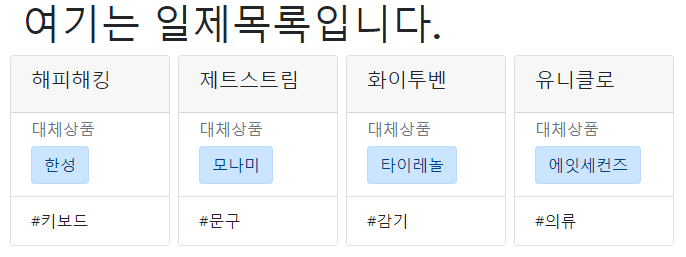 여기는 일제목록입니다.
해피해킹
대체상품
한성
#키보드
제트스트림
대체상품
모나미
#문구
화이투벤
대체상품
타이레놀
#감기
유니클로
대체상품
에잇세컨즈
#의류